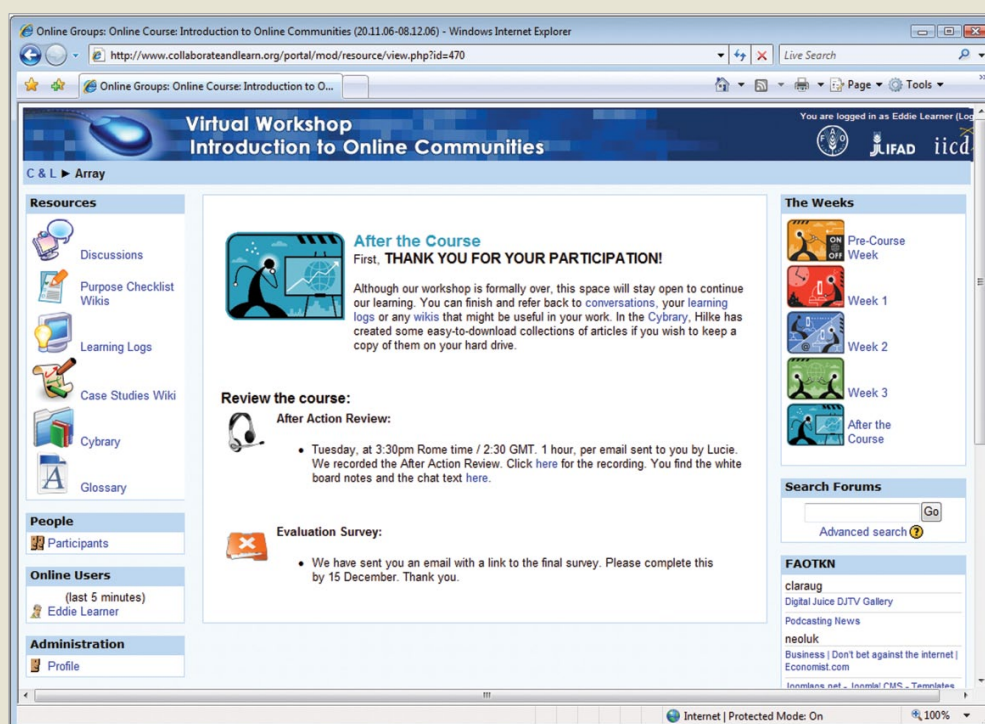 Online Groups: Online Course: Introduction to Online Communities (20.11.06-08.12.06) - Windows Internet Explorer
http://www.collaborateandlearn.org/portal/mod/resource/view.php?id=470
Live Search
Online Groups: Online Course: Introduction to O...
Page
Tools
Virtual Workshop
Introduction to Online Communities
You are logged in as Eddie Learner (Log
FAO
IFAD
iicd
C & L ► Array
Resources
Discussions
Purpose Checklist
Wikis
Learning Logs
Case Studies Wiki
Cybrary
Glossary
People
Participants
Online Users
(last 5 minutes)
Eddie Learner
Administration
Profile
After the Course
First, THANK YOU FOR YOUR PARTICIPATION!
Although our workshop is formally over, this space will stay open to continue
our learning. You can finish and refer back to conversations, your learning
logs or any wikis that might be useful in your work. In the Cybrary, Hilke has
created some easy-to-download collections of articles if you wish to keep a
copy of them on your hard drive.
Review the course:
After Action Review:
• Tuesday, at 3:30pm Rome time / 2:30 GMT. 1 hour, per email sent to you by Lucie.
We recorded the After Action Review. Click here for the recording. You find the white
board notes and the chat text here.
Evaluation Survey:
• We have sent you an email with a link to the final survey. Please complete this
by 15 December. Thank you.
The Weeks
ON
OFF
Pre-Course
Week
Week 1
Week 2
Week 3
After the
Course
Search Forums
Go
Advanced search ?
FAOTKN
claraug
Digital Juice DJTV Gallery
Podcasting News
neoluk
Business | Don't bet against the internet |
Economist.com
Joomlaos.net - Joomla! CMS - Templates
Internet | Protected Mode: On
100%